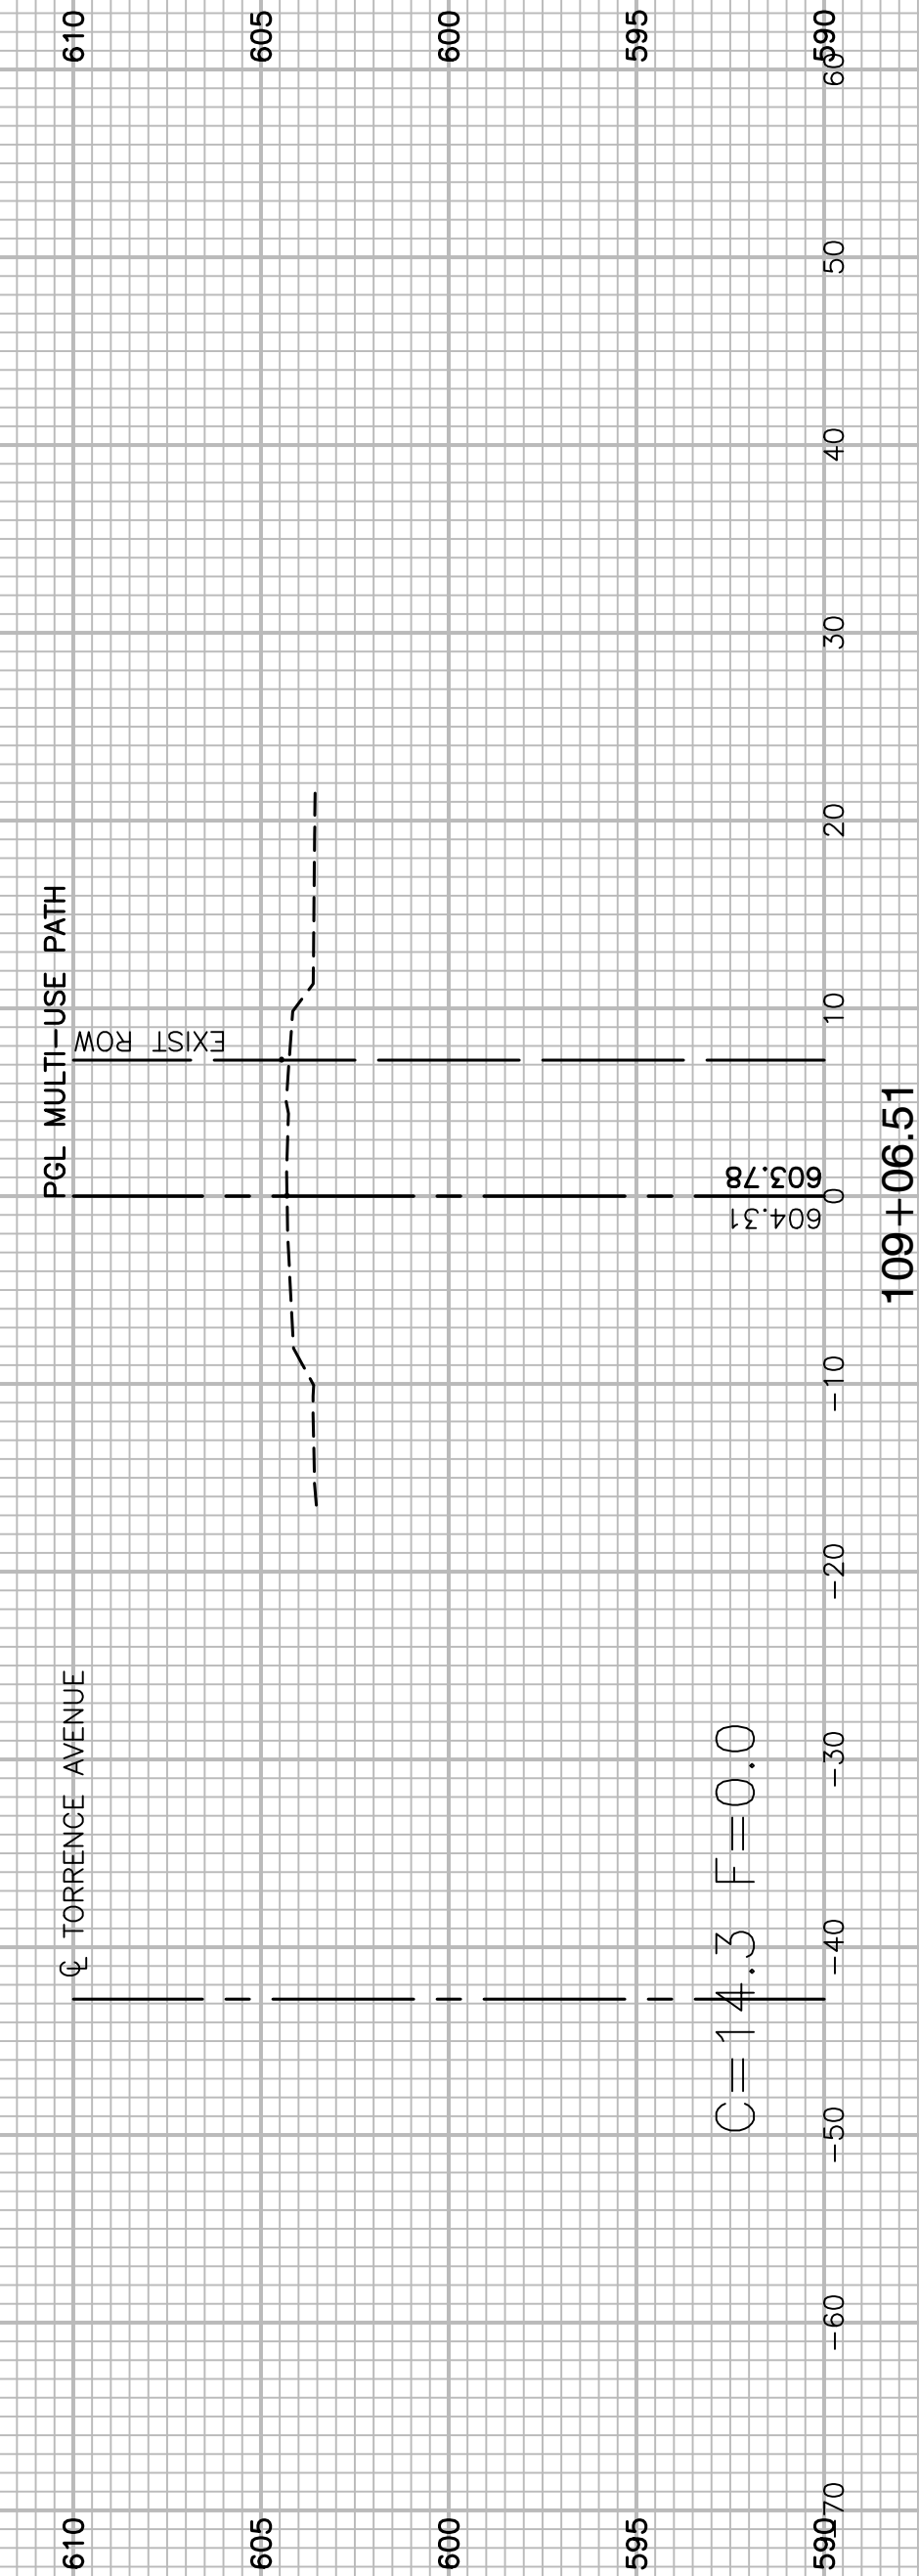 PGL MULTI-USE PATH
℄ TORRENCE AVENUE
EXIST ROW
610 610
605 605
600 600
595 595
C=14.3 F=0.0
604.31 603.78
590 590
-70 -60 -50 -40 -30 -20 -10 0 10 20 30 40 50 60
109+06.51